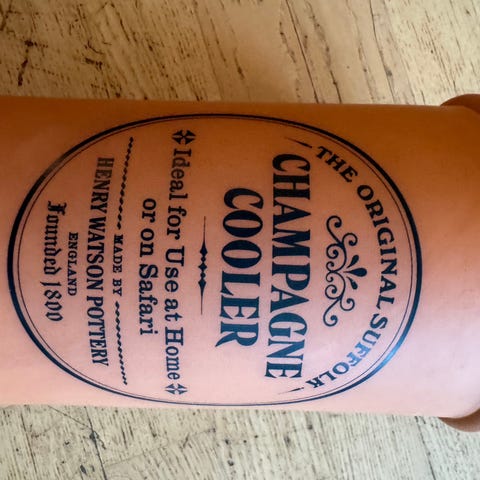 THE ORIGINAL SUFFOLK
CHAMPAGNE
COOLER
Ideal for Use at Home
or on Safari
MADE BY
HENRY WATSON POTTERY
ENGLAND
Founded 1800